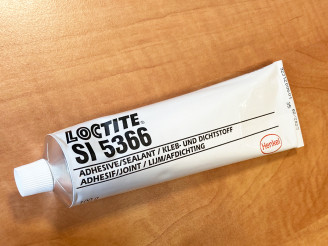 LOCTITE®
SI 5366
ADHESIVE/SEALANT / KLEB- UND DICHTSTOFF
ADHESIF/JOINT / LIJM/AFDICHTING
Henkel